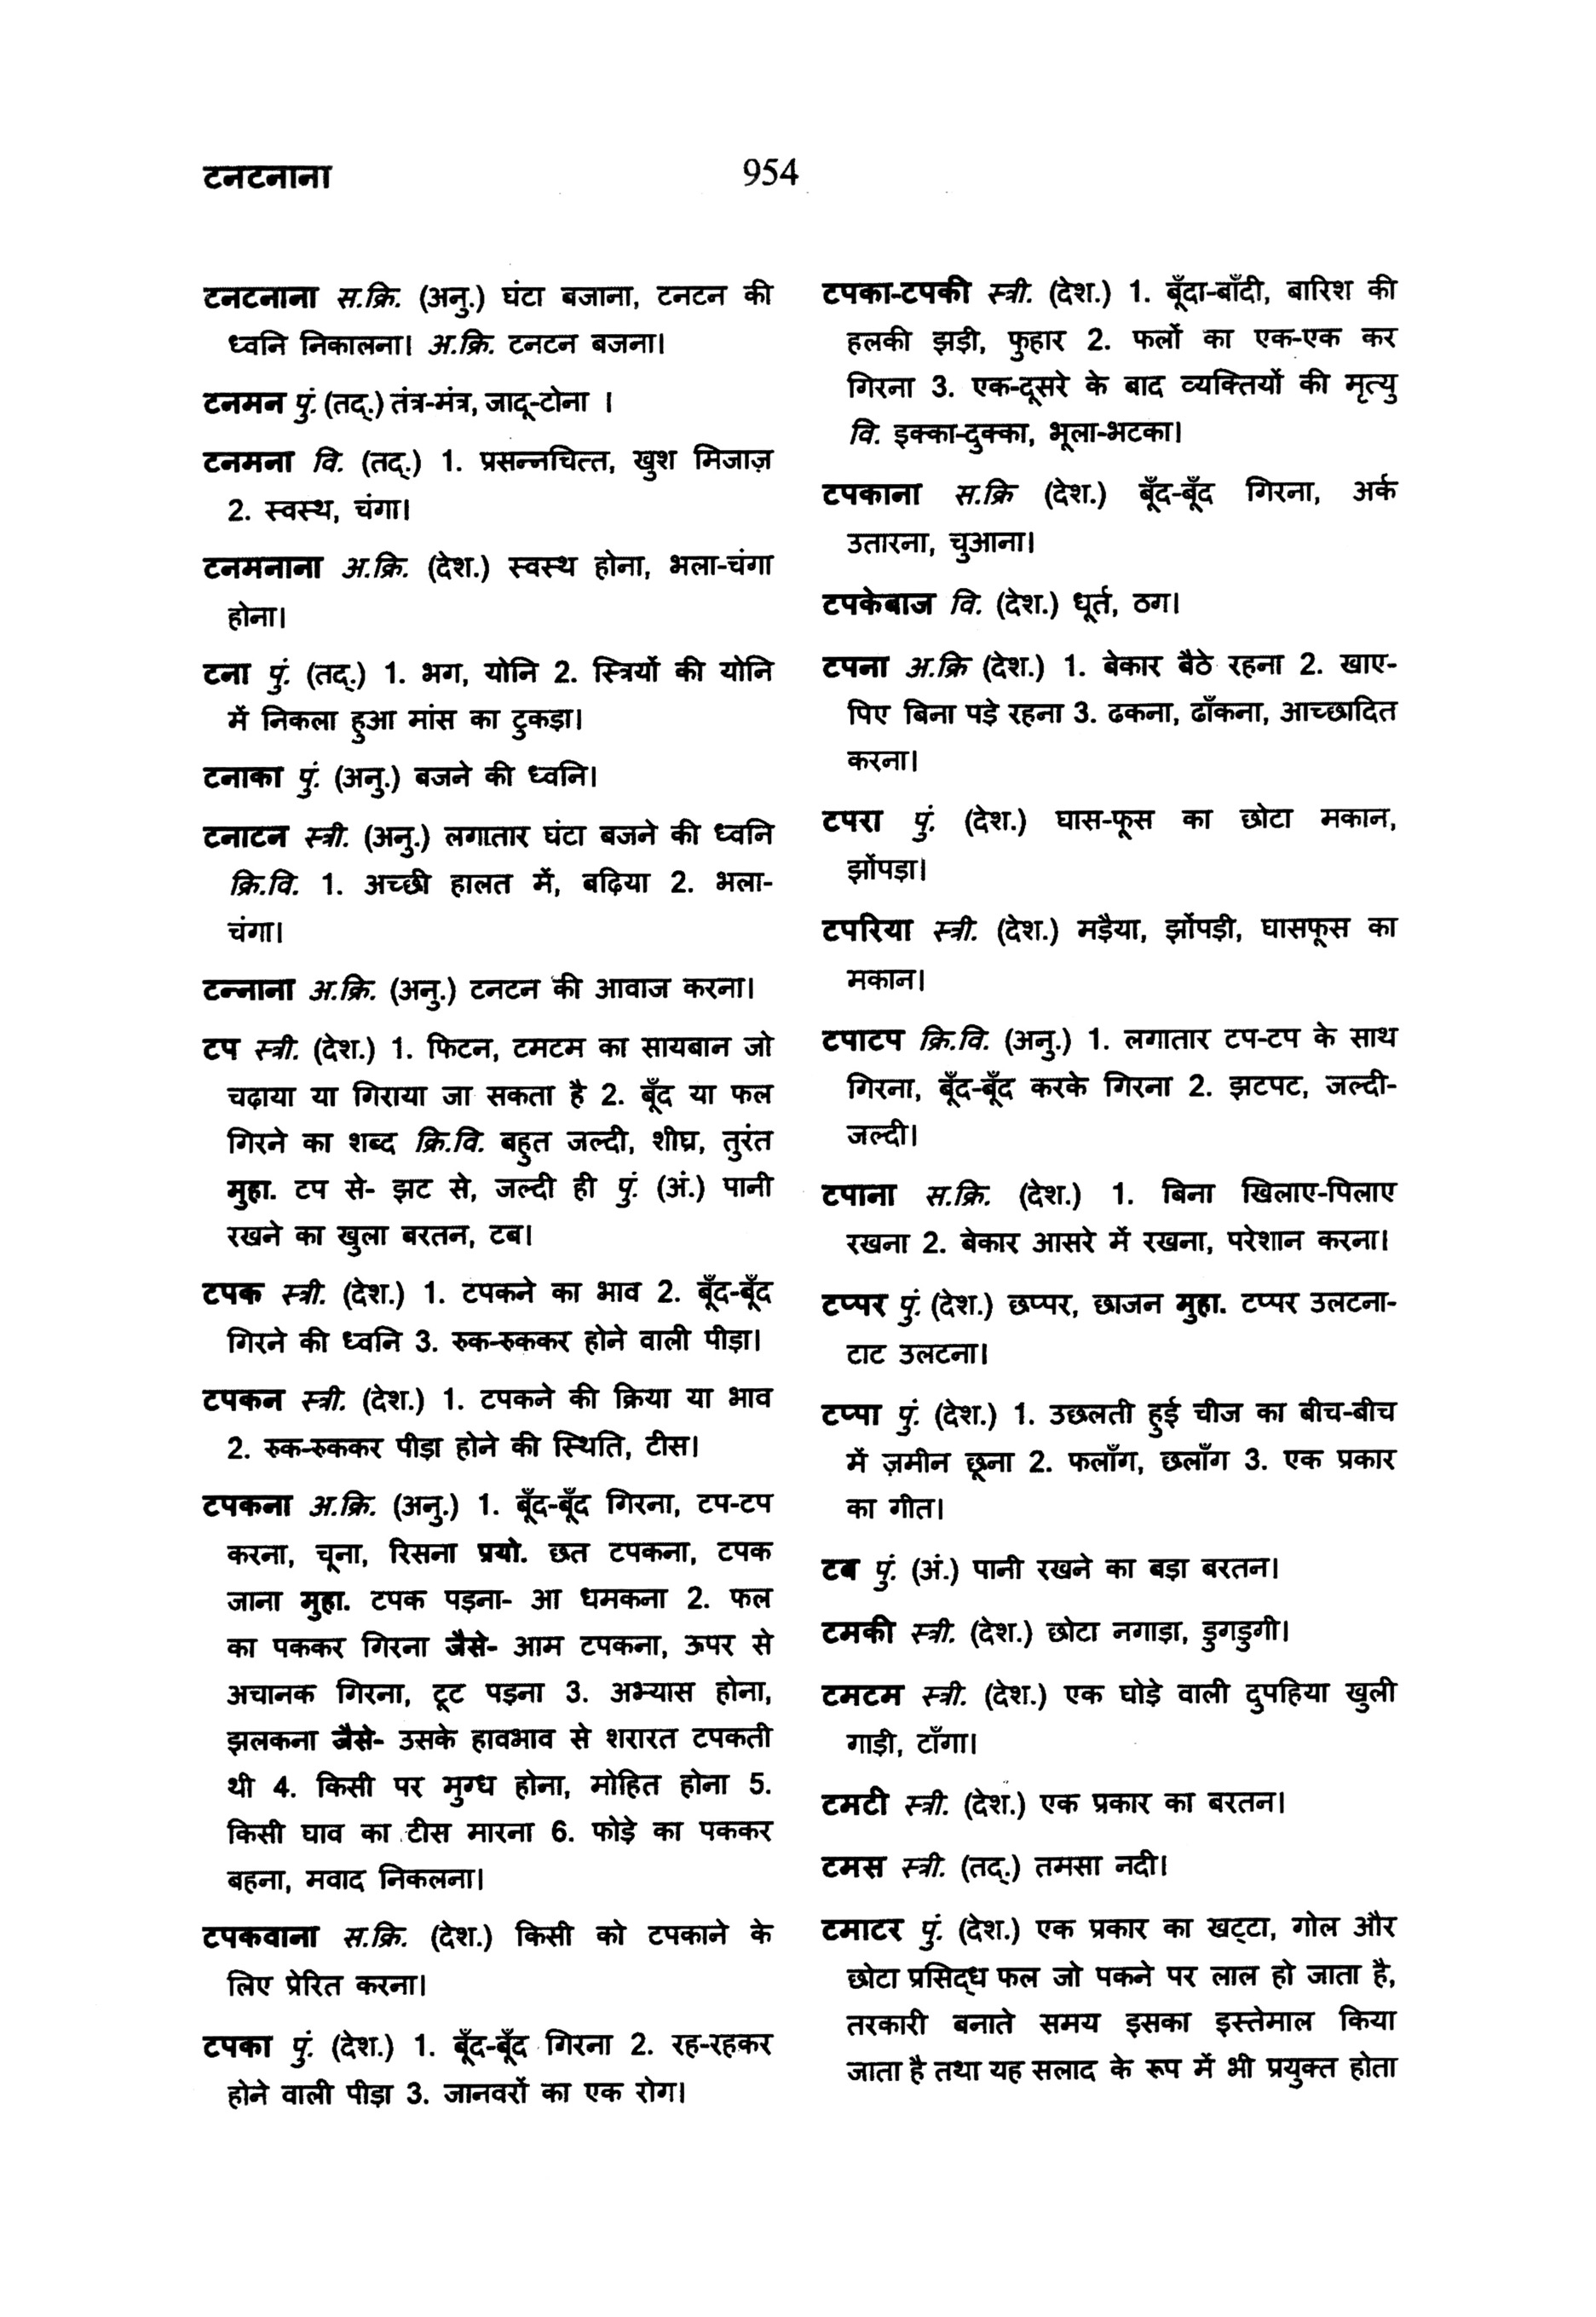 टनटनाना
954
टनटनाना स.क्रि. (अनु.) घंटा बजाना, टनटन की
ध्वनि निकालना। अ.क्रि. टनटन बजना।
टनमन पुं. (तद्.) तंत्र-मंत्र, जादू-टोना ।
टनमना वि. (तद्.) 1. प्रसन्नचित्त, खुश मिजाज़
2. स्वस्थ, चंगा।
टनमनाना अ.क्रि. (देश.) स्वस्थ होना, भला-चंगा
होना।
टना पुं. (तद्.) 1. भग, योनि 2. स्त्रियों की योनि
में निकला हुआ मांस का टुकड़ा।
टनाका पुं. (अनु.) बजने की ध्वनि।
टनाटन स्त्री. (अनु.) लगातार घंटा बजने की ध्वनि
क्रि.वि. 1. अच्छी हालत में, बढ़िया 2. भला-
चंगा।
टन्नाना अ.क्रि. (अनु.) टनटन की आवाज करना।
टप स्त्री. (देश.) 1. फिटन, टमटम का सायबान जो
चढ़ाया या गिराया जा सकता है 2. बूँद या फल
गिरने का शब्द क्रि.वि. बहुत जल्दी, शीघ्र, तुरंत
मुहा. टप से- झट से, जल्दी ही पुं. (अं.) पानी
रखने का खुला बरतन, टब।
टपक स्त्री. (देश.) 1. टपकने का भाव 2. बूँद-बूँद
गिरने की ध्वनि 3. रुक-रुककर होने वाली पीड़ा।
टपकन स्त्री. (देश.) 1. टपकने की क्रिया या भाव
2. रुक-रुककर पीड़ा होने की स्थिति, टीस।
टपकना अ.क्रि. (अनु.) 1. बूँद-बूँद गिरना, टप-टप
करना, चूना, रिसना प्रयो. छत टपकना, टपक
जाना मुहा. टपक पड़ना- आ धमकना 2. फल
का पककर गिरना जैसे- आम टपकना, ऊपर से
अचानक गिरना, टूट पड़ना 3. अभ्यास होना,
झलकना जैसे- उसके हावभाव से शरारत टपकती
थी 4. किसी पर मुग्ध होना, मोहित होना 5.
किसी घाव का टीस मारना 6. फोड़े का पककर
बहना, मवाद निकलना।
टपकवाना स.क्रि. (देश.) किसी को टपकाने के
लिए प्रेरित करना।
टपका पुं. (देश.) 1. बूँद-बूँद गिरना 2. रह-रहकर
होने वाली पीड़ा 3. जानवरों का एक रोग।
टपका-टपकी स्त्री. (देश.) 1. बूँदा-बाँदी, बारिश की
हलकी झड़ी, फुहार 2. फलों का एक-एक कर
गिरना 3. एक-दूसरे के बाद व्यक्तियों की मृत्यु
वि. इक्का-दुक्का, भूला-भटका।
टपकाना स.क्रि (देश.) बूँद-बूँद गिरना, अर्क
उतारना, चुआना।
टपकेबाज वि. (देश.) धूर्त, ठग।
टपना अ.क्रि (देश.) 1. बेकार बैठे रहना 2. खाए-
पिए बिना पड़े रहना 3. ढकना, ढाँकना, आच्छादित
करना।
टपरा पुं. (देश.) घास-फूस का छोटा मकान,
झोंपड़ा।
टपरिया स्त्री. (देश.) मड़ैया, झोंपड़ी, घासफूस का
मकान।
टपाटप क्रि.वि. (अनु.) 1. लगातार टप-टप के साथ
गिरना, बूँद-बूँद करके गिरना 2. झटपट, जल्दी-
जल्दी।
टपाना स.क्रि. (देश.) 1. बिना खिलाए-पिलाए
रखना 2. बेकार आसरे में रखना, परेशान करना।
टप्पर पुं. (देश.) छप्पर, छाजन मुहा. टप्पर उलटना-
टाट उलटना।
टप्पा पुं. (देश.) 1. उछलती हुई चीज का बीच-बीच
में ज़मीन छूना 2. फलाँग, छलाँग 3. एक प्रकार
का गीत।
टब पुं. (अं.) पानी रखने का बड़ा बरतन।
टमकी स्त्री. (देश.) छोटा नगाड़ा, डुगडुगी।
टमटम स्त्री. (देश.) एक घोड़े वाली दुपहिया खुली
गाड़ी, टाँगा।
टमटी स्त्री. (देश.) एक प्रकार का बरतन।
टमस स्त्री. (तद्.) तमसा नदी।
टमाटर पुं. (देश.) एक प्रकार का खट्टा, गोल और
छोटा प्रसिद्ध फल जो पकने पर लाल हो जाता है,
तरकारी बनाते समय इसका इस्तेमाल किया
जाता है तथा यह सलाद के रूप में भी प्रयुक्त होता